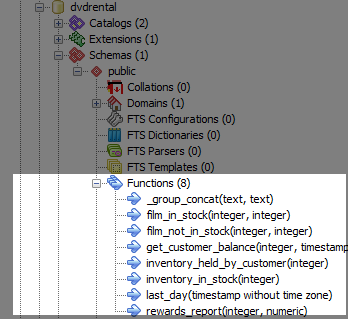 dvdrental
Catalogs (2)
Extensions (1)
Schemas (1)
public
Collations (0)
Domains (1)
FTS Configurations (0)
FTS Dictionaries (0)
FTS Parsers (0)
FTS Templates (0)
Functions (8)
_group_concat(text, text)
film_in_stock(integer, integer)
film_not_in_stock(integer, integer)
get_customer_balance(integer, timestamp
inventory_held_by_customer(integer)
inventory_in_stock(integer)
last_day(timestamp without time zone)
rewards_report(integer, numeric)